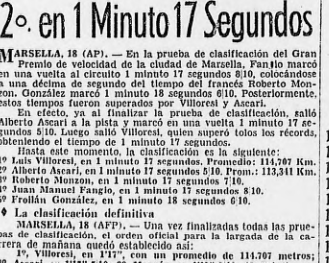 2º. en 1 Minuto 17 Segundos
MARSELLA, 18 (AP). — En la prueba de clasificación del Gran
Premio de velocidad de la ciudad de Marsella, Fangio marcó
en una vuelta al circuito 1 minuto 17 segundos 8|10, colocándose
a una décima de segundo del tiempo del francés Roberto Mon-
zon. González marcó 1 minuto 18 segundos 6|10. Posteriormente,
estos tiempos fueron superados por Villoresi y Ascari.
En efecto, ya al finalizar la prueba de clasificación, salió
Alberto Ascari a la pista y marcó en una vuelta 1 minuto 17 se-
gundos 5|10. Luego salió Villoresi, quien superó todos los récords,
obteniendo el tiempo de 1 minuto 17 segundos.
Hasta este momento, la clasificación es la siguiente:
1º Luis Villoresi, en 1 minuto 17 segundos. Promedio: 114,707 Km.
2º Alberto Ascari, en 1 minuto 17 segundos 5|10. Prom.: 113,341 Km.
3º Roberto Monzon, en 1 minuto 17 segundos 7|10.
Juan Manuel Fangio, en 1 minuto 17 segundos 8|10.
Froilán González, en 1 minuto 18 segundos 6|10.
La clasificación definitiva
MARSELLA, 18 (AP). — Una vez finalizadas todas las prue-
bas de clasificación, el orden oficial para la largada de la ca-
rrera de mañana quedó establecido así:
1º, Villoresi, en 1'17", con un promedio de 114.707 metros;